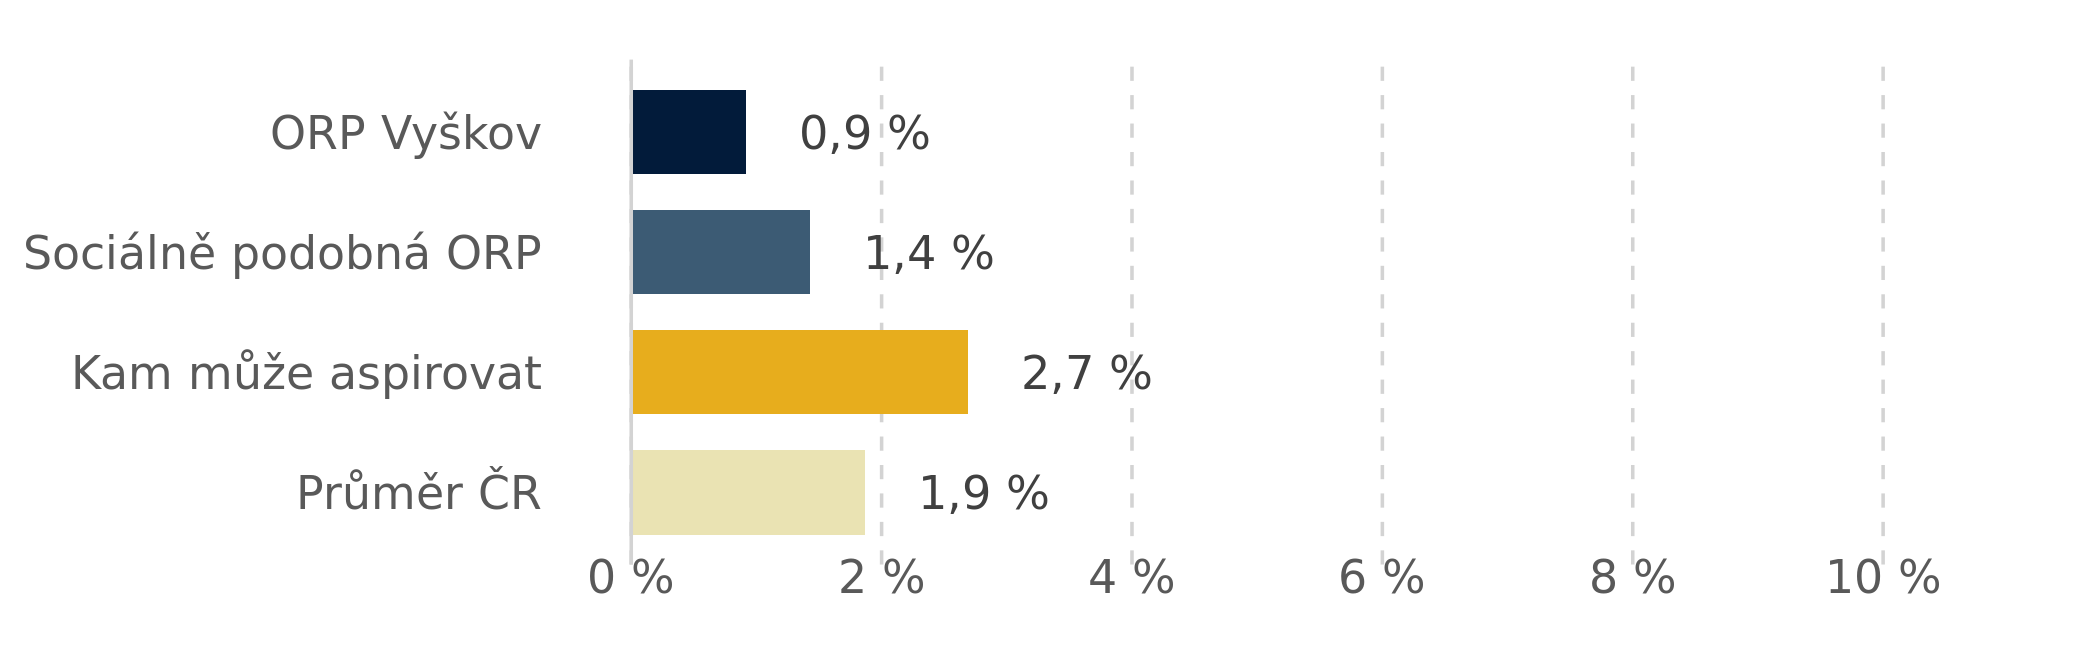 ORP Vyškov 0,9 %
Sociálně podobná ORP 1,4 %
Kam může aspirovat 2,7 %
Průměr ČR 1,9 %
0 % 2 % 4 % 6 % 8 % 10 %